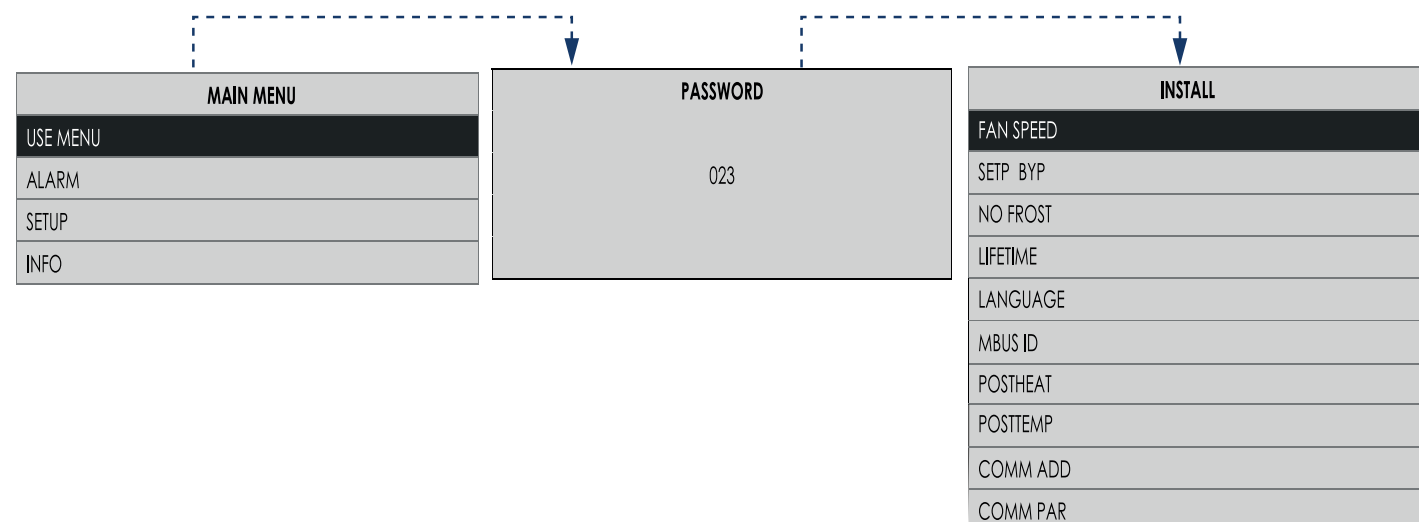 MAIN MENU
USE MENU
ALARM
SETUP
INFO
PASSWORD
023
INSTALL
FAN SPEED
SETP BYP
NO FROST
LIFETIME
LANGUAGE
MBUS ID
POSTHEAT
POSTTEMP
COMM ADD
COMM PAR